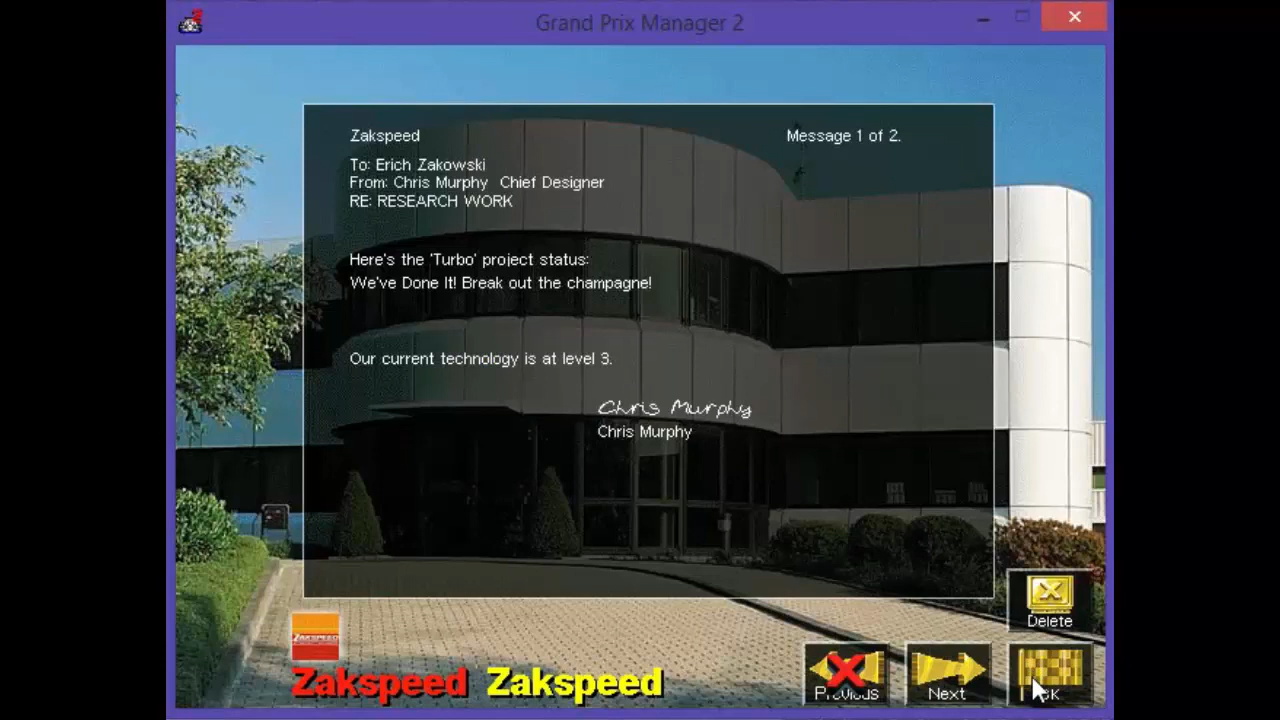 Grand Prix Manager 2
Zakspeed
Message 1 of 2.
To: Erich Zakowski
From: Chris Murphy Chief Designer
RE: RESEARCH WORK
Here's the 'Turbo' project status:
We've Done It! Break out the champagne!
Our current technology is at level 3.
Chris Murphy
Chris Murphy
Delete
ZAKSPEED
Zakspeed Zakspeed
Previous
Next